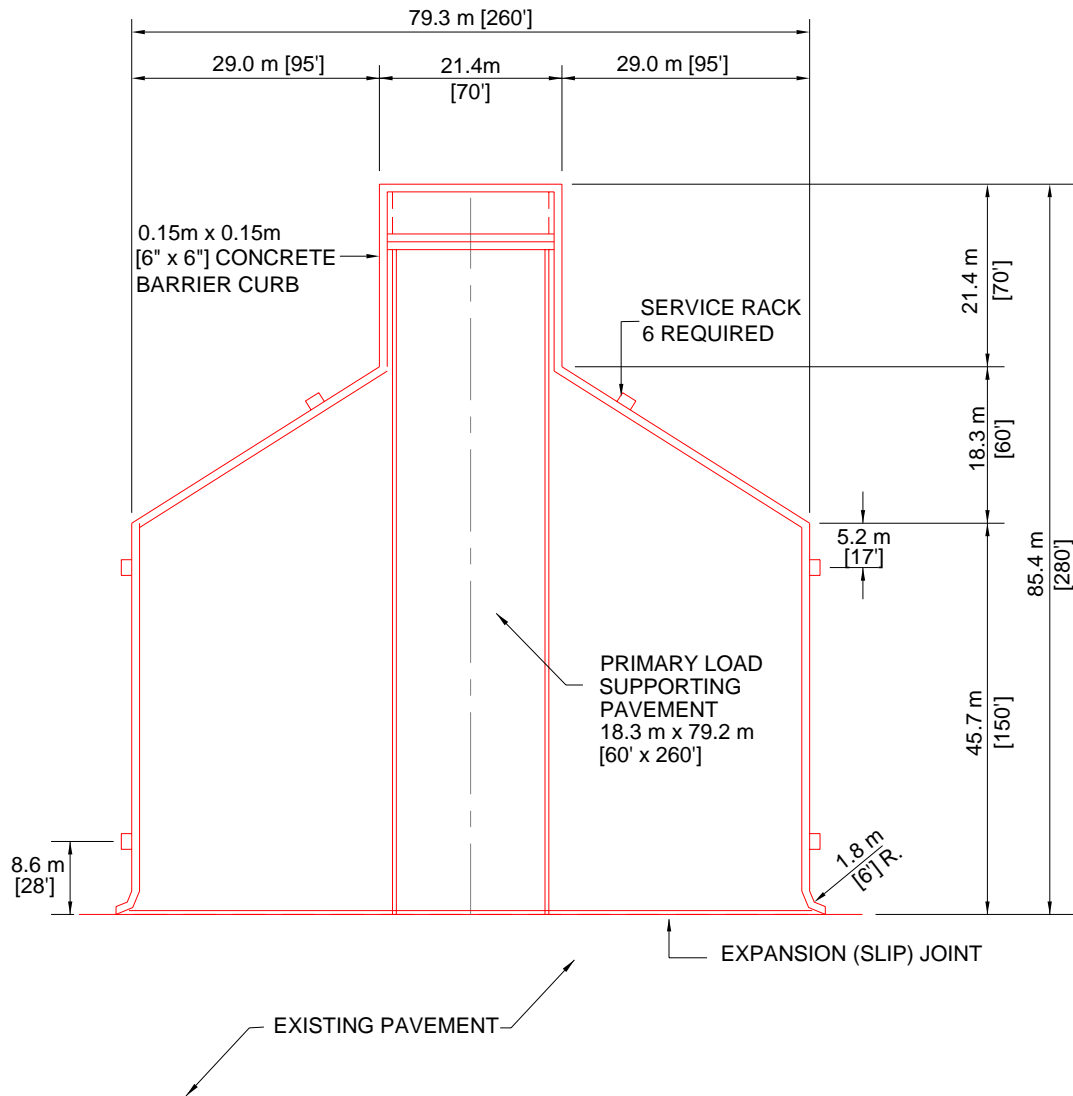 79.3 m [260']
29.0 m [95']
21.4m
[70']
29.0 m [95']
0.15m x 0.15m
[6" x 6"] CONCRETE
BARRIER CURB
SERVICE RACK
6 REQUIRED
21.4 m
[70']
18.3 m
[60']
5.2 m
[17']
85.4 m
[280']
PRIMARY LOAD
SUPPORTING
PAVEMENT
18.3 m x 79.2 m
[60' x 260']
45.7 m
[150']
8.6 m
[28']
1.8 m
[6'] R.
EXPANSION (SLIP) JOINT
EXISTING PAVEMENT